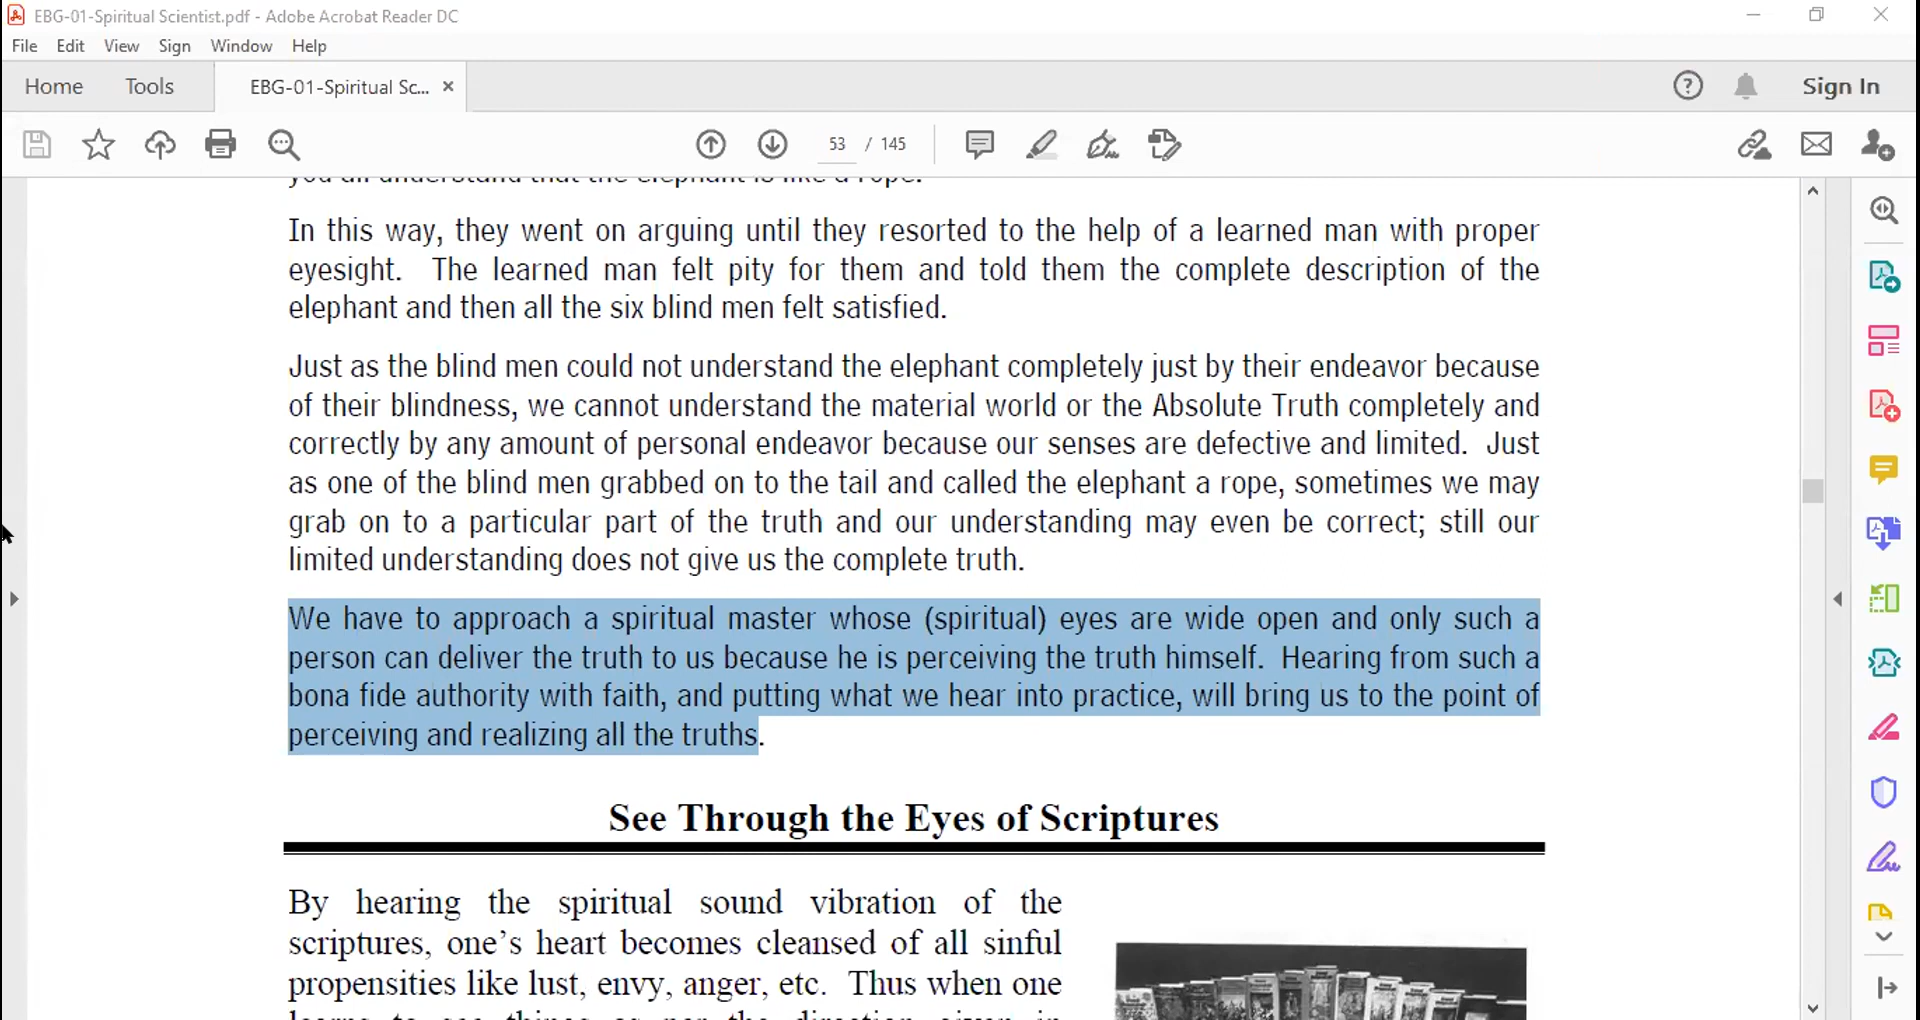 EBG-01-Spiritual Scientist.pdf - Adobe Acrobat Reader DC
File Edit View Sign Window Help
Home Tools EBG-01-Spiritual Sc... × Sign In
53 / 145
you all understand that the elephant is like a rope.
In this way, they went on arguing until they resorted to the help of a learned man with proper
eyesight. The learned man felt pity for them and told them the complete description of the
elephant and then all the six blind men felt satisfied.
Just as the blind men could not understand the elephant completely just by their endeavor because
of their blindness, we cannot understand the material world or the Absolute Truth completely and
correctly by any amount of personal endeavor because our senses are defective and limited. Just
as one of the blind men grabbed on to the tail and called the elephant a rope, sometimes we may
grab on to a particular part of the truth and our understanding may even be correct; still our
limited understanding does not give us the complete truth.
We have to approach a spiritual master whose (spiritual) eyes are wide open and only such a
person can deliver the truth to us because he is perceiving the truth himself. Hearing from such a
bona fide authority with faith, and putting what we hear into practice, will bring us to the point of
perceiving and realizing all the truths.
See Through the Eyes of Scriptures
By hearing the spiritual sound vibration of the
scriptures, one's heart becomes cleansed of all sinful
propensities like lust, envy, anger, etc. Thus when one
learns to see things as per the direction given in